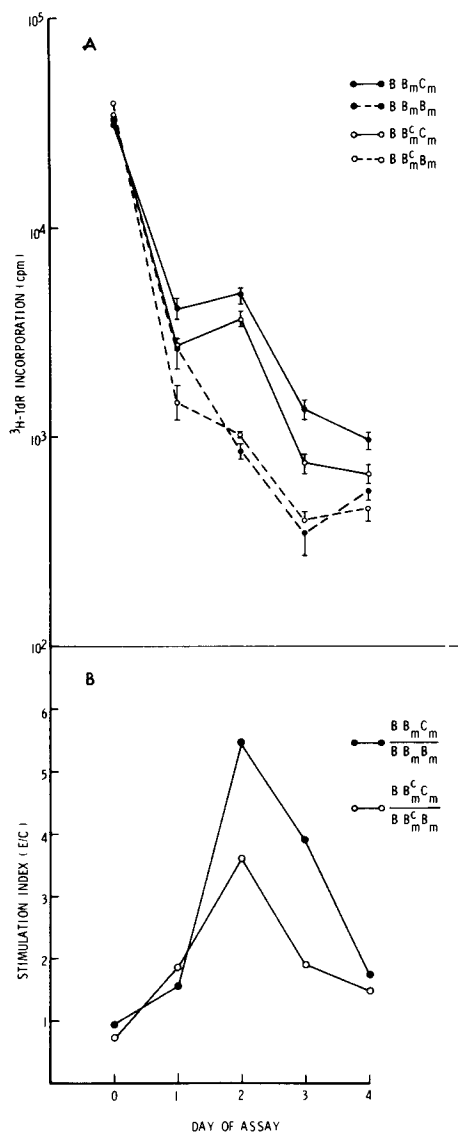 A
10⁵
B BₘCₘ
B BₘBₘ
B BᶜₘCₘ
B BᶜₘBₘ
10⁴
³H-TdR INCORPORATION (cpm)
10³
10²
B
6
B BₘCₘ
B BₘBₘ
5
B BᶜₘCₘ
B BᶜₘBₘ
4
STIMULATION INDEX (E/C)
3
2
1
0 1 2 3 4
DAY OF ASSAY